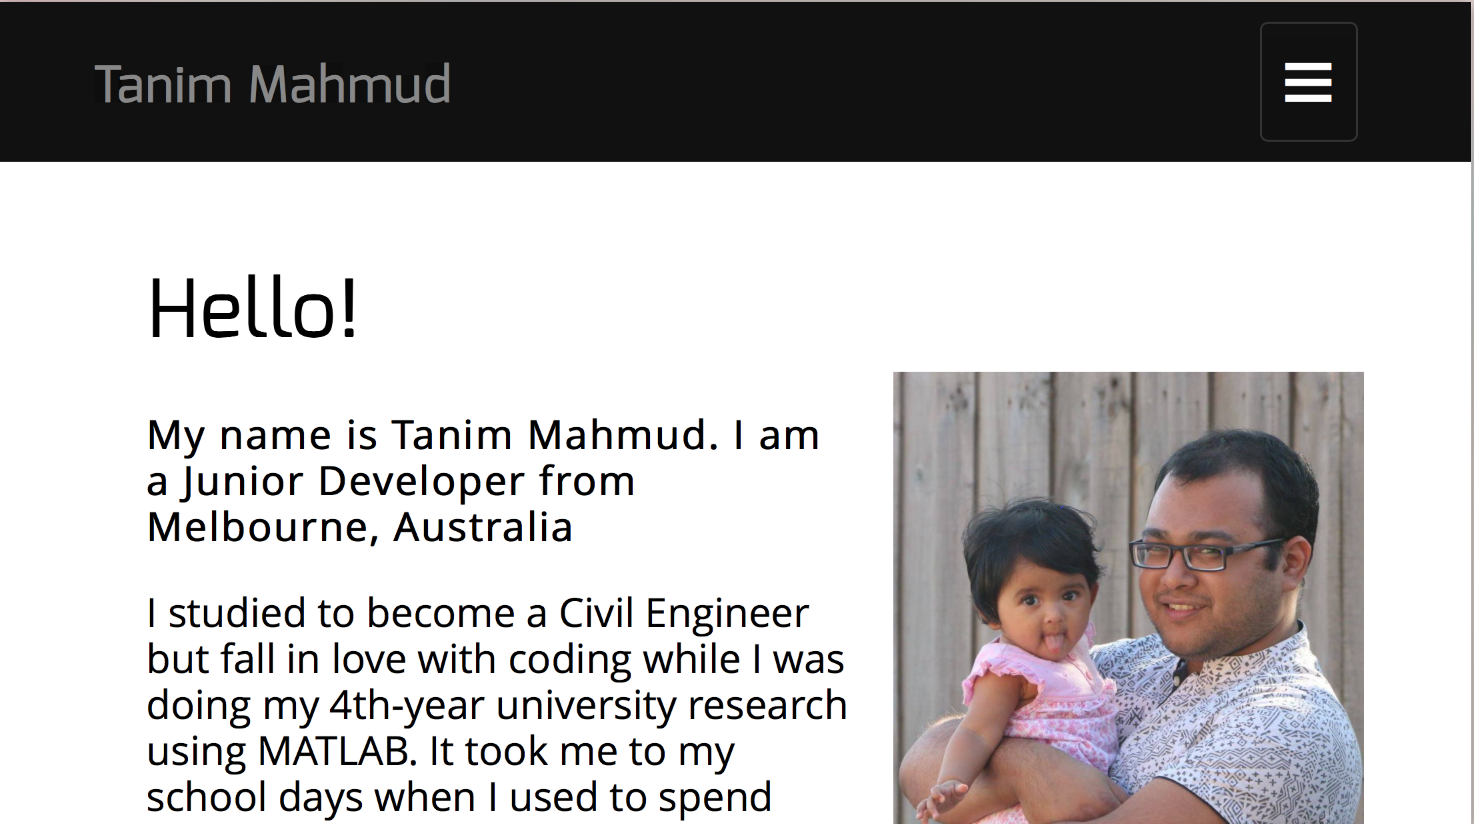 Tanim Mahmud
Hello!
My name is Tanim Mahmud. I am
a Junior Developer from
Melbourne, Australia
I studied to become a Civil Engineer
but fall in love with coding while I was
doing my 4th-year university research
using MATLAB. It took me to my
school days when I used to spend